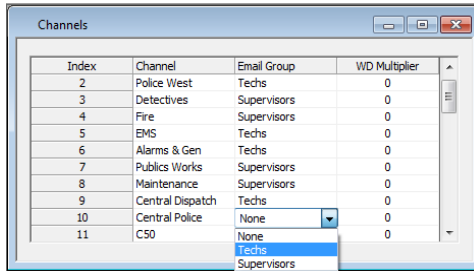 Channels
Index Channel Email Group WD Multiplier
2 Police West Techs 0
3 Detectives Supervisors 0
4 Fire Supervisors 0
5 EMS Techs 0
6 Alarms & Gen Techs 0
7 Publics Works Supervisors 0
8 Maintenance Supervisors 0
9 Central Dispatch Techs 0
10 Central Police None 0
11 C50 None 0
Techs
Supervisors